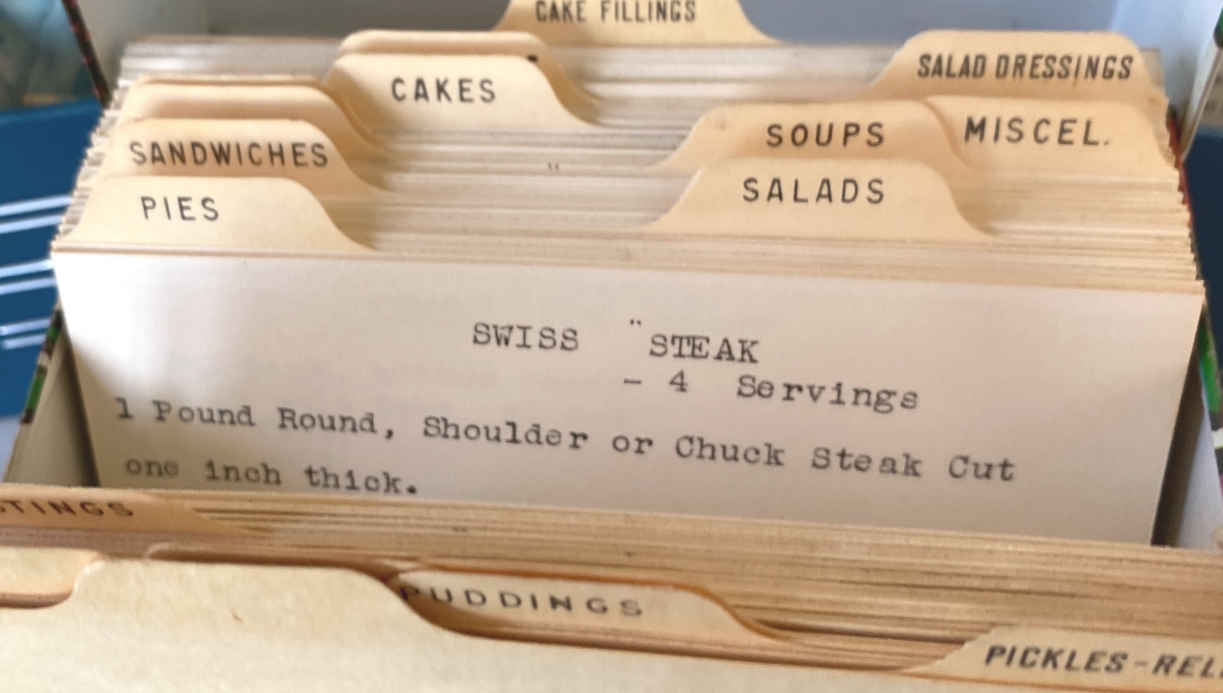 CAKE FILLINGS
SALAD DRESSINGS
CAKES
SOUPS
MISCEL.
SANDWICHES
SALADS
PIES
SWISS "STEAK
- 4 Servings
1 Pound Round, Shoulder or Chuck Steak Cut
one inch thick.
STINGS
PUDDINGS
PICKLES-REL